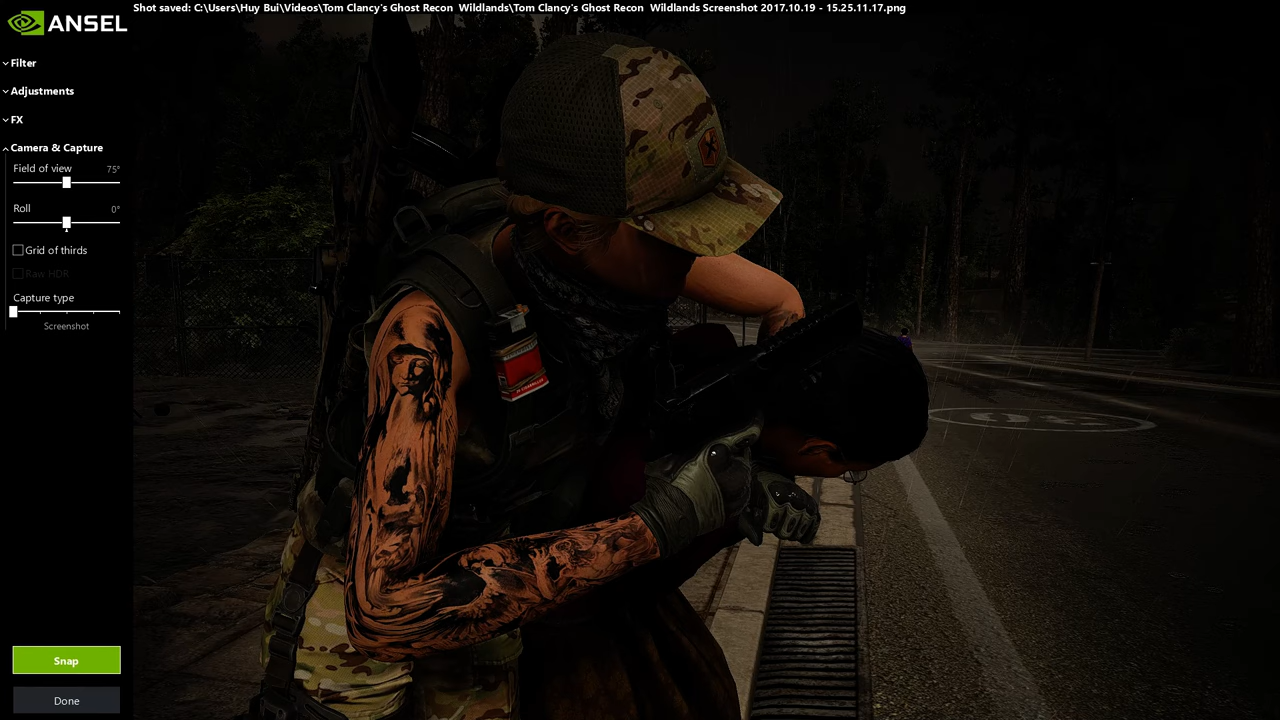 Shot saved: C:\Users\Huy Bui\Videos\Tom Clancy's Ghost Recon  Wildlands\Tom Clancy's Ghost Recon  Wildlands Screenshot 2017.10.19 - 15.25.11.17.png
ANSEL
Filter
Adjustments
FX
Camera & Capture
Field of view 75°
Roll 0°
Grid of thirds
Raw HDR
Capture type
Screenshot
Snap
Done